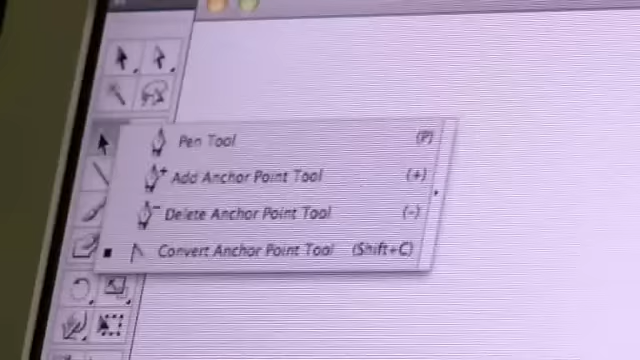 Pen Tool (P)
Add Anchor Point Tool (+)
Delete Anchor Point Tool (-)
Convert Anchor Point Tool (Shift+C)